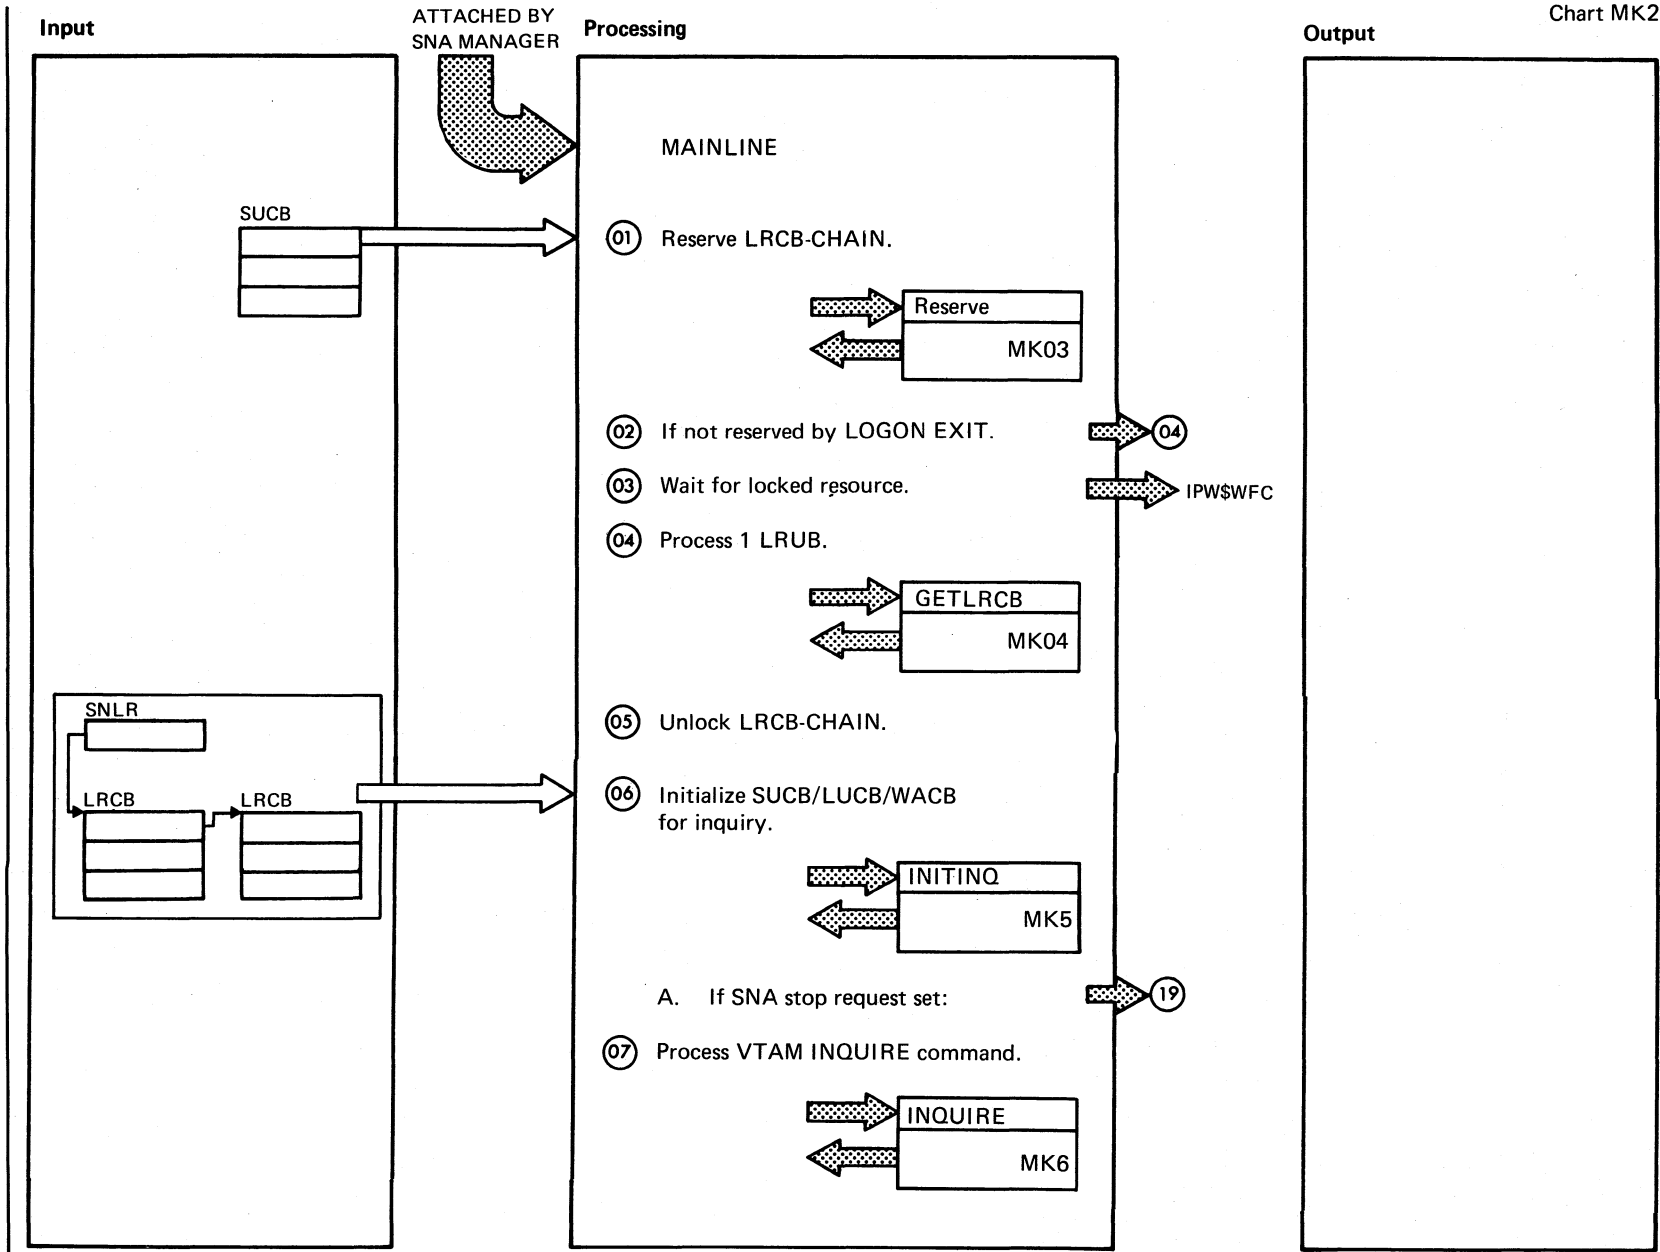 Chart MK2
Input
ATTACHED BY
SNA MANAGER
Processing
Output
MAINLINE
SUCB
01 Reserve LRCB-CHAIN.
Reserve
MK03
02 If not reserved by LOGON EXIT.
04
03 Wait for locked resource.
IPW$WFC
04 Process 1 LRUB.
GETLRCB
MK04
SNLR
05 Unlock LRCB-CHAIN.
LRCB
LRCB
06 Initialize SUCB/LUCB/WACB
for inquiry.
INITINQ
MK5
A. If SNA stop request set:
19
07 Process VTAM INQUIRE command.
INQUIRE
MK6